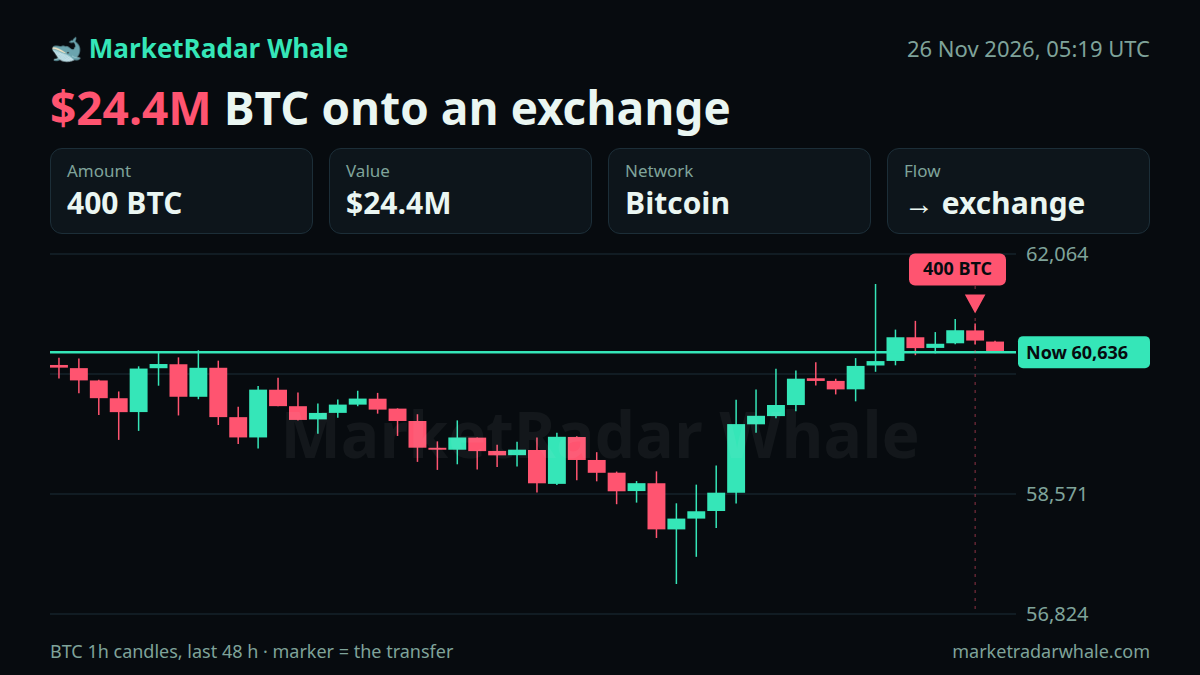 🐋 MarketRadar Whale
26 Nov 2026, 05:19 UTC
$24.4M BTC onto an exchange
Amount
400 BTC
Value
$24.4M
Network
Bitcoin
Flow
→ exchange
62,064
400 BTC
Now 60,636
MarketRadar Whale
58,571
56,824
BTC 1h candles, last 48 h · marker = the transfer
marketradarwhale.com